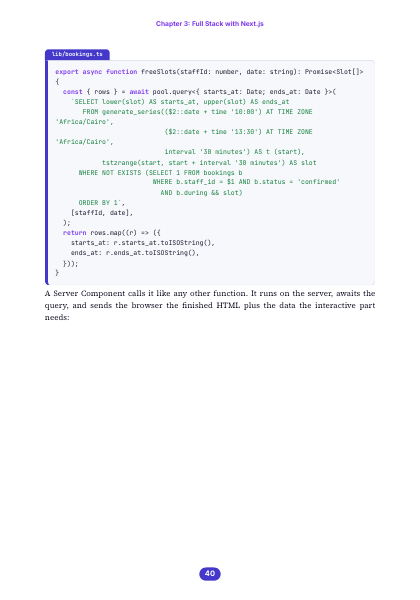 Chapter 3: Full Stack with Next.js
lib/bookings.ts
export async function freeSlots(staffId: number, date: string): Promise<Slot[]>
{
  const { rows } = await pool.query<{ starts_at: Date; ends_at: Date }>(
    `SELECT lower(slot) AS starts_at, upper(slot) AS ends_at
       FROM generate_series(($2::date + time '10:00') AT TIME ZONE
'Africa/Cairo',
                            ($2::date + time '13:30') AT TIME ZONE
'Africa/Cairo',
                            interval '30 minutes') AS t (start),
            tstzrange(start, start + interval '30 minutes') AS slot
      WHERE NOT EXISTS (SELECT 1 FROM bookings b
                         WHERE b.staff_id = $1 AND b.status = 'confirmed'
                           AND b.during && slot)
      ORDER BY 1`,
    [staffId, date],
  );
  return rows.map((r) => ({
    starts_at: r.starts_at.toISOString(),
    ends_at: r.ends_at.toISOString(),
  }));
}
A Server Component calls it like any other function. It runs on the server, awaits the
query, and sends the browser the finished HTML plus the data the interactive part
needs:
40